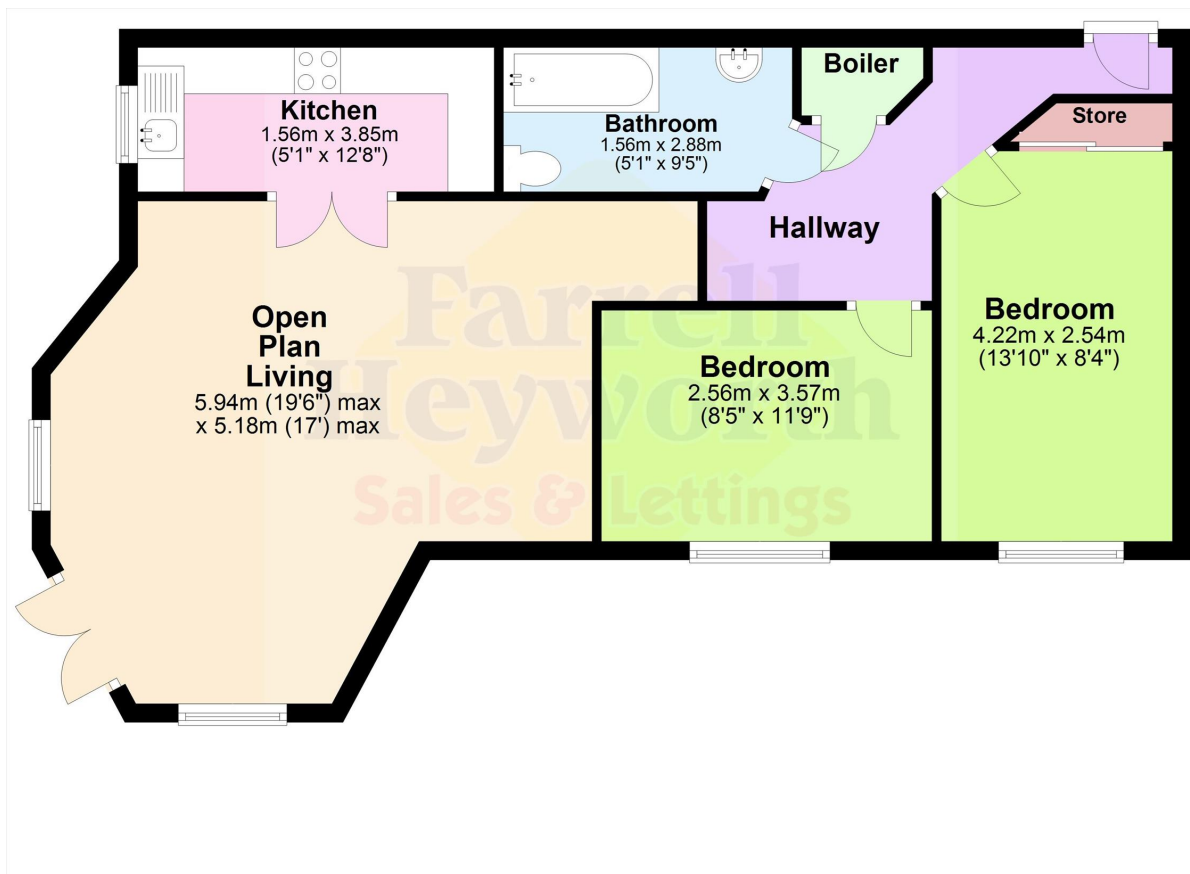 Kitchen
1.56m x 3.85m
(5'1" x 12'8")
Bathroom
1.56m x 2.88m
(5'1" x 9'5")
Boiler
Store
Hallway
Open
Plan
Living
5.94m (19'6") max
x 5.18m (17') max
Bedroom
2.56m x 3.57m
(8'5" x 11'9")
Bedroom
4.22m x 2.54m
(13'10" x 8'4")
Farrell
Heyworth
Sales & Lettings